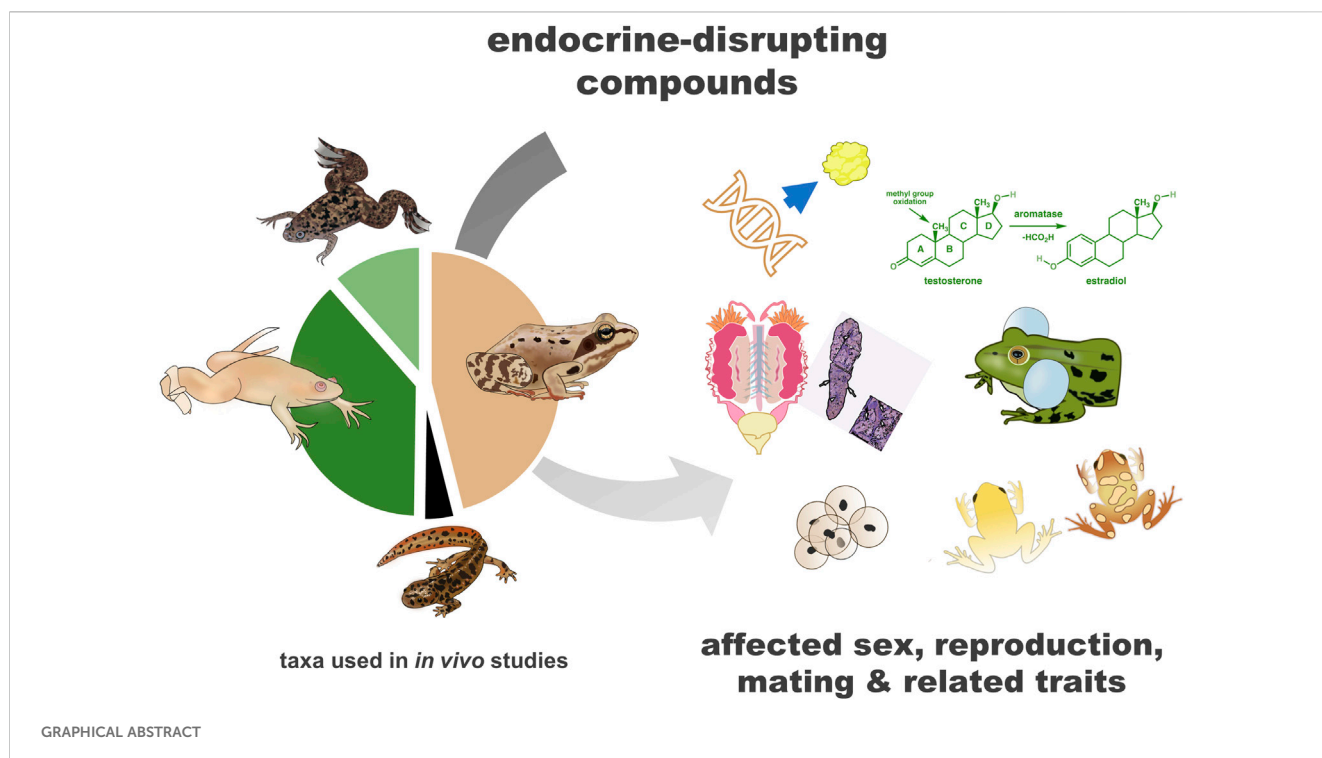 endocrine-disrupting
compounds
methyl group
oxidation
CH₃
O
H
CH₃
A
B
C
D
O
testosterone
aromatase
-HCO₂H
CH₃
O
H
H
O
estradiol
taxa used in in vivo studies
affected sex, reproduction,
mating & related traits
GRAPHICAL ABSTRACT